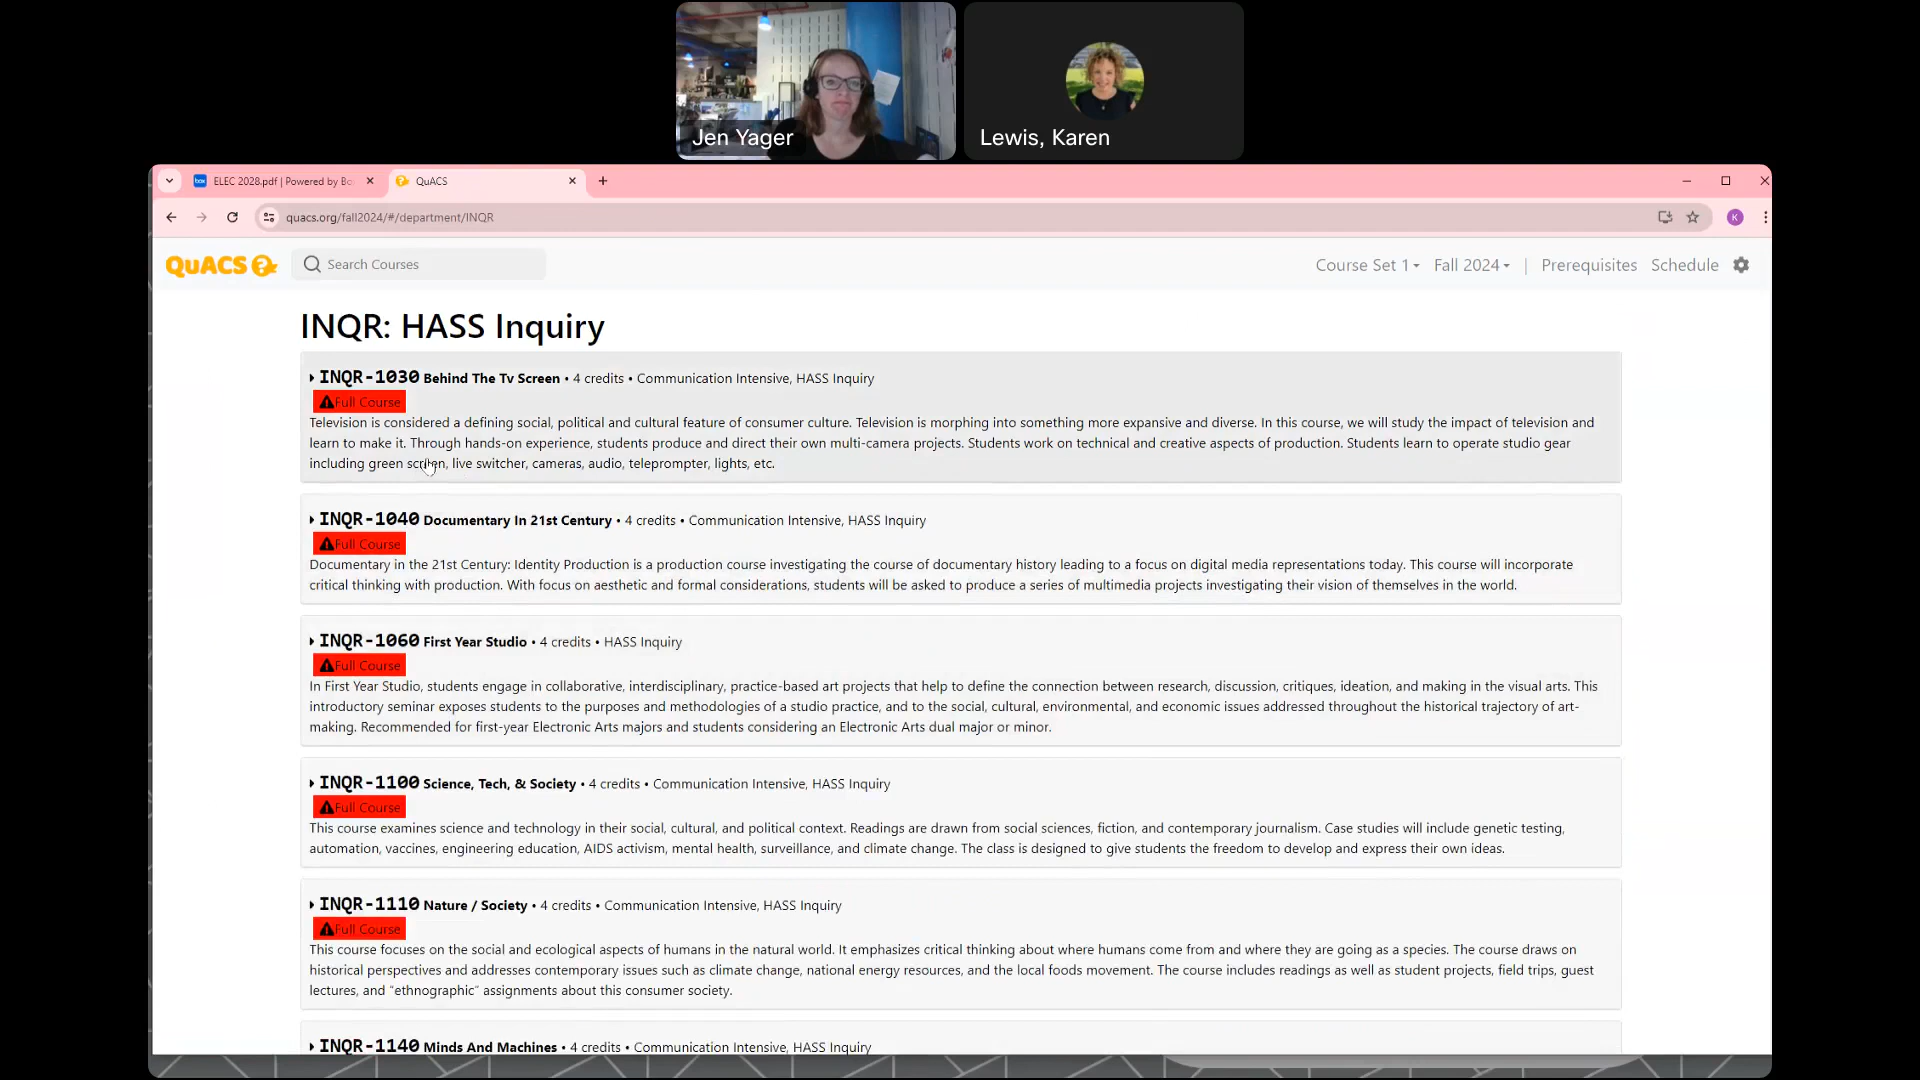 Jen Yager
Lewis, Karen
box
ELEC 2028.pdf | Powered by Bo
QuACS
quacs.org/fall2024/#/department/INQR
K
QuACS
Search Courses
Course Set 1
Fall 2024
|
Prerequisites
Schedule
INQR: HASS Inquiry
INQR-1030 Behind The Tv Screen • 4 credits • Communication Intensive, HASS Inquiry
Full Course
Television is considered a defining social, political and cultural feature of consumer culture. Television is morphing into something more expansive and diverse. In this course, we will study the impact of television and
learn to make it. Through hands-on experience, students produce and direct their own multi-camera projects. Students work on technical and creative aspects of production. Students learn to operate studio gear
including green screen, live switcher, cameras, audio, teleprompter, lights, etc.
INQR-1040 Documentary In 21st Century • 4 credits • Communication Intensive, HASS Inquiry
Full Course
Documentary in the 21st Century: Identity Production is a production course investigating the course of documentary history leading to a focus on digital media representations today. This course will incorporate
critical thinking with production. With focus on aesthetic and formal considerations, students will be asked to produce a series of multimedia projects investigating their vision of themselves in the world.
INQR-1060 First Year Studio • 4 credits • HASS Inquiry
Full Course
In First Year Studio, students engage in collaborative, interdisciplinary, practice-based art projects that help to define the connection between research, discussion, critiques, ideation, and making in the visual arts. This
introductory seminar exposes students to the purposes and methodologies of a studio practice, and to the social, cultural, environmental, and economic issues addressed throughout the historical trajectory of art-
making. Recommended for first-year Electronic Arts majors and students considering an Electronic Arts dual major or minor.
INQR-1100 Science, Tech, & Society • 4 credits • Communication Intensive, HASS Inquiry
Full Course
This course examines science and technology in their social, cultural, and political context. Readings are drawn from social sciences, fiction, and contemporary journalism. Case studies will include genetic testing,
automation, vaccines, engineering education, AIDS activism, mental health, surveillance, and climate change. The class is designed to give students the freedom to develop and express their own ideas.
INQR-1110 Nature / Society • 4 credits • Communication Intensive, HASS Inquiry
Full Course
This course focuses on the social and ecological aspects of humans in the natural world. It emphasizes critical thinking about where humans come from and where they are going as a species. The course draws on
historical perspectives and addresses contemporary issues such as climate change, national energy resources, and the local foods movement. The course includes readings as well as student projects, field trips, guest
lectures, and "ethnographic" assignments about this consumer society.
INQR-1140 Minds And Machines • 4 credits • Communication Intensive, HASS Inquiry